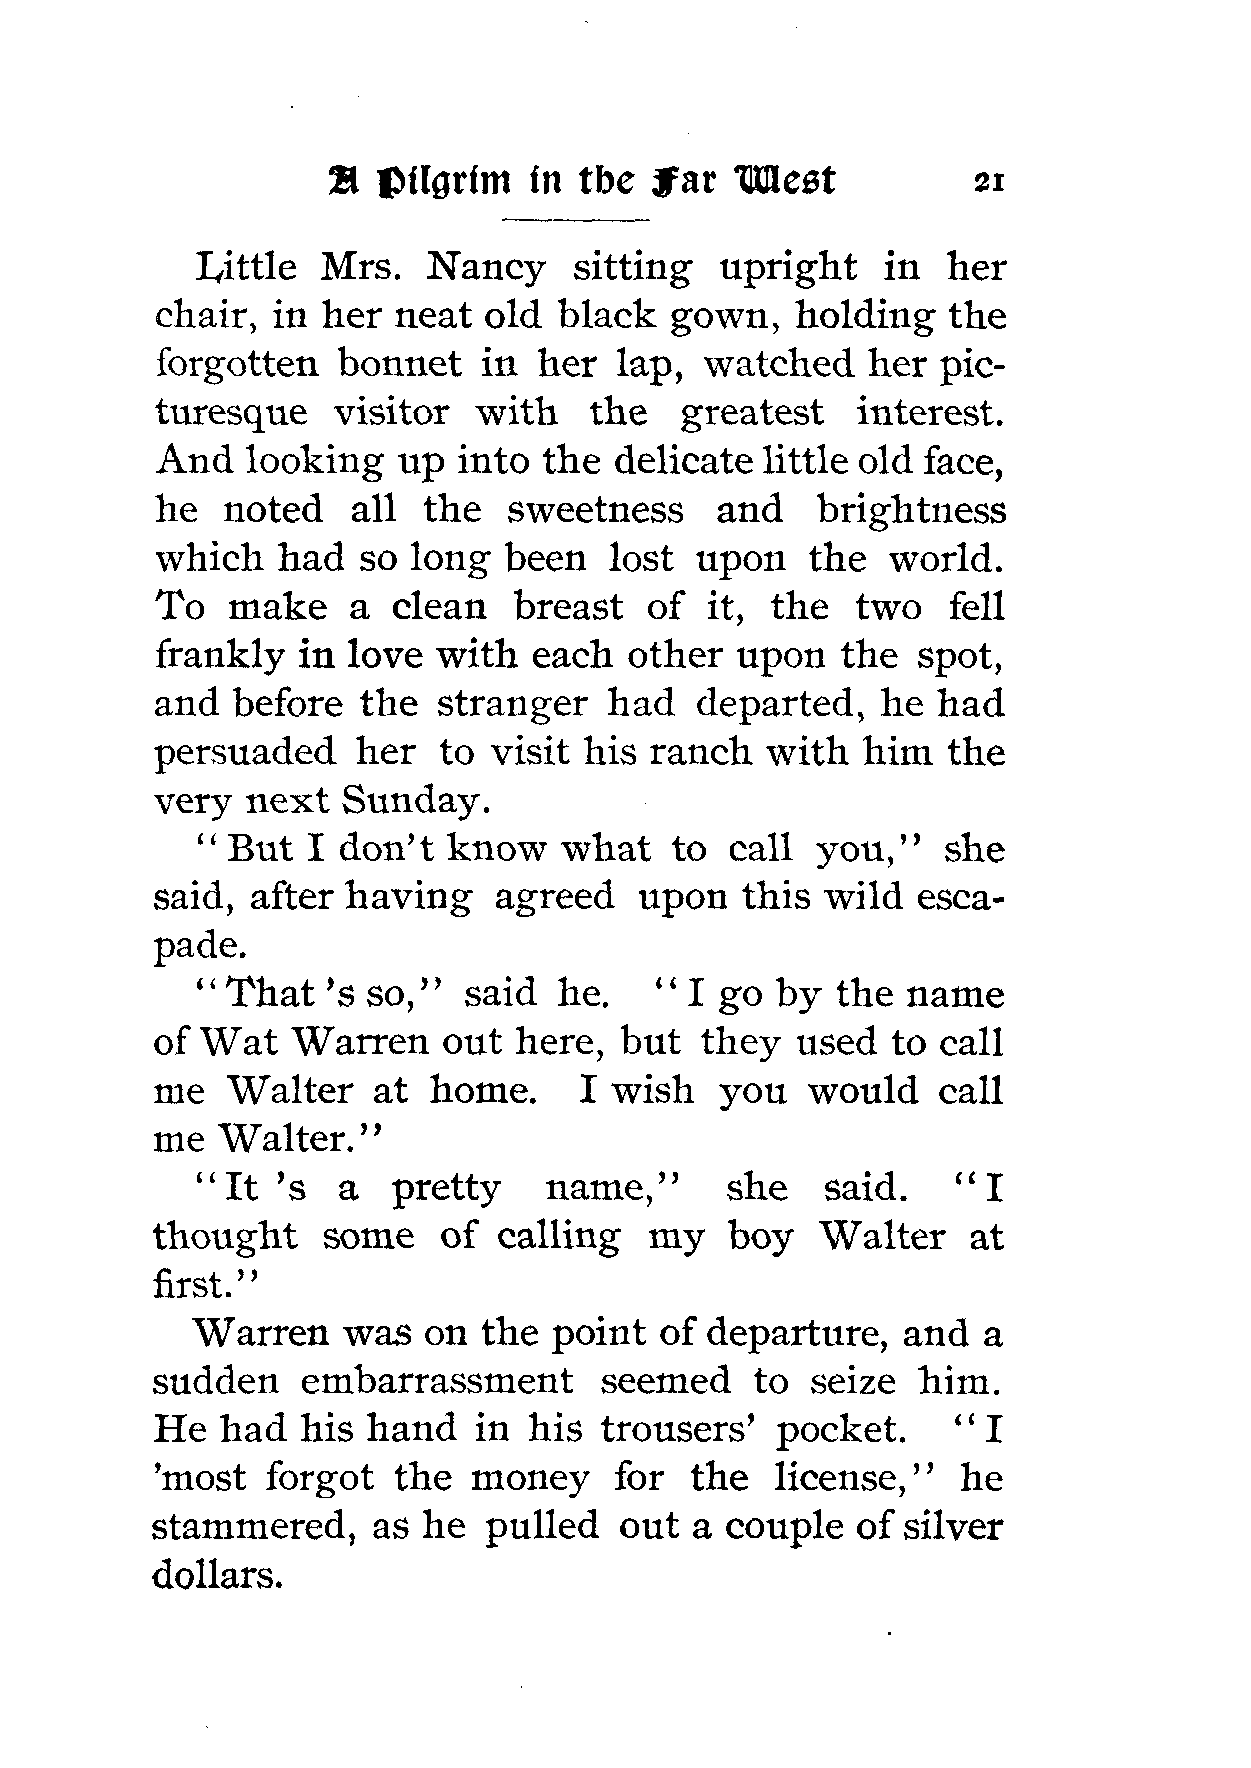 A Pilgrim in the Far West 21
Little Mrs. Nancy sitting upright in her
chair, in her neat old black gown, holding the
forgotten bonnet in her lap, watched her pic-
turesque visitor with the greatest interest.
And looking up into the delicate little old face,
he noted all the sweetness and brightness
which had so long been lost upon the world.
To make a clean breast of it, the two fell
frankly in love with each other upon the spot,
and before the stranger had departed, he had
persuaded her to visit his ranch with him the
very next Sunday.
"But I don't know what to call you," she
said, after having agreed upon this wild esca-
pade.
"That 's so," said he. "I go by the name
of Wat Warren out here, but they used to call
me Walter at home. I wish you would call
me Walter."
"It 's a pretty name," she said. "I
thought some of calling my boy Walter at
first."
Warren was on the point of departure, and a
sudden embarrassment seemed to seize him.
He had his hand in his trousers' pocket. "I
'most forgot the money for the license," he
stammered, as he pulled out a couple of silver
dollars.